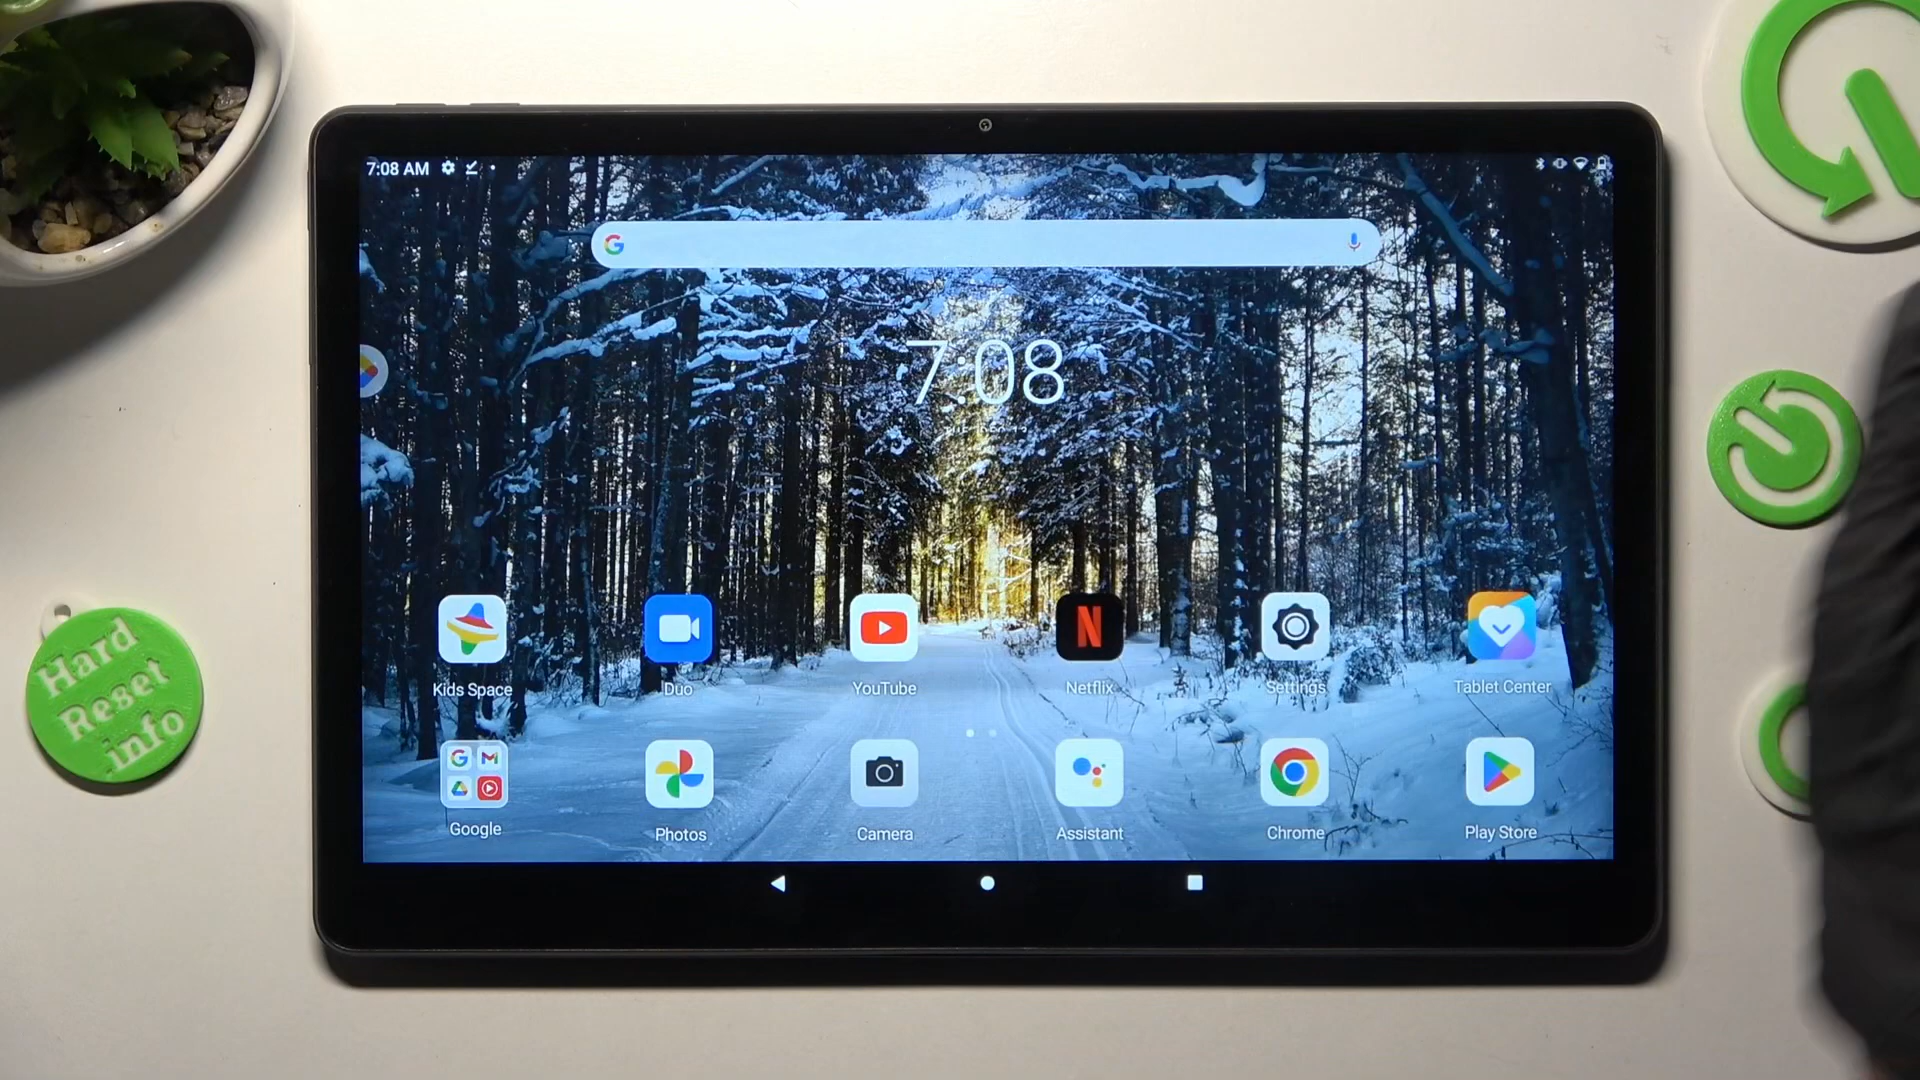 7:08 AM
7:08
Kids Space
Duo
YouTube
Netflix
Settings
Tablet Center
Google
Photos
Camera
Assistant
Chrome
Play Store
Hard
Reset
info